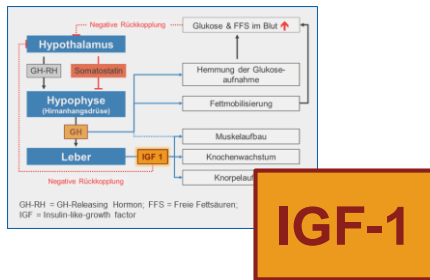 Negative Rückkopplung
Glukose & FFS im Blut
Hypothalamus
GH-RH
Somatostatin
Hemmung der Glukose-
aufnahme
Hypophyse
(Hirnanhangsdrüse)
Fettmobilisierung
GH
Muskelaufbau
Leber
IGF 1
Knochenwachstum
Negative Rückkopplung
GH-RH = GH-Releasing Hormon; FFS = Freie Fettsäuren;
IGF = Insulin-like-growth factor
IGF-1